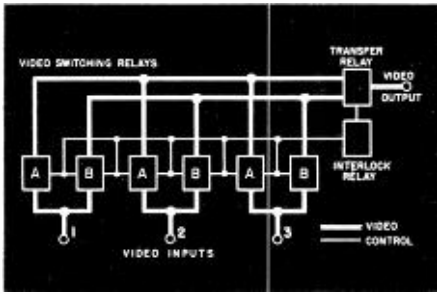 TRANSFER
RELAY
VIDEO SWITCHING RELAYS
VIDEO
OUTPUT
A B A B A B
INTERLOCK
RELAY
1 2 3
VIDEO INPUTS
VIDEO
CONTROL